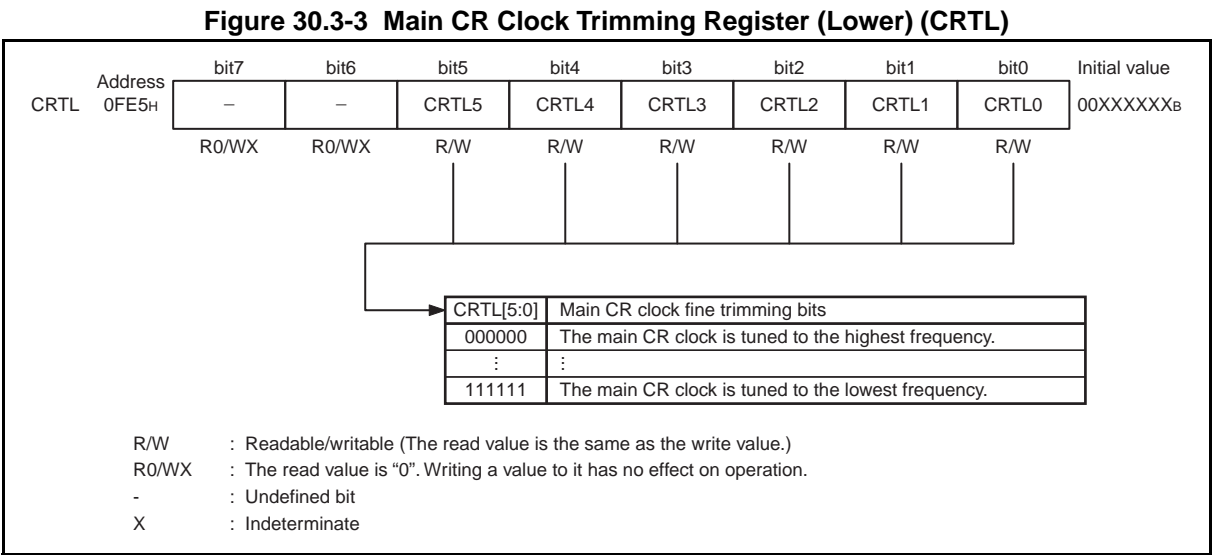 Figure 30.3-3 Main CR Clock Trimming Register (Lower) (CRTL)
Address bit7 bit6 bit5 bit4 bit3 bit2 bit1 bit0 Initial value
CRTL 0FE5H – – CRTL5 CRTL4 CRTL3 CRTL2 CRTL1 CRTL0 00XXXXXXB
R0/WX R0/WX R/W R/W R/W R/W R/W R/W
CRTL[5:0] Main CR clock fine trimming bits
000000 The main CR clock is tuned to the highest frequency.
⋮ ⋮
111111 The main CR clock is tuned to the lowest frequency.
R/W : Readable/writable (The read value is the same as the write value.)
R0/WX : The read value is “0”. Writing a value to it has no effect on operation.
- : Undefined bit
X : Indeterminate